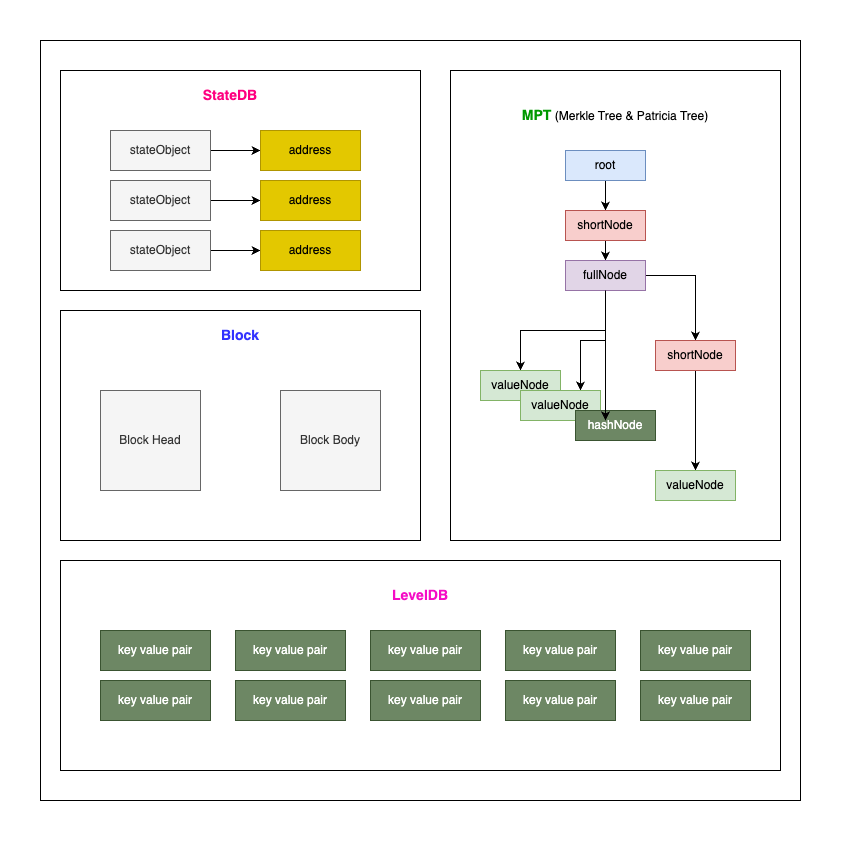 StateDB
stateObject
address
stateObject
address
stateObject
address
MPT (Merkle Tree & Patricia Tree)
root
shortNode
fullNode
shortNode
valueNode
valueNode
hashNode
valueNode
Block
Block Head
Block Body
LevelDB
key value pair
key value pair
key value pair
key value pair
key value pair
key value pair
key value pair
key value pair
key value pair
key value pair